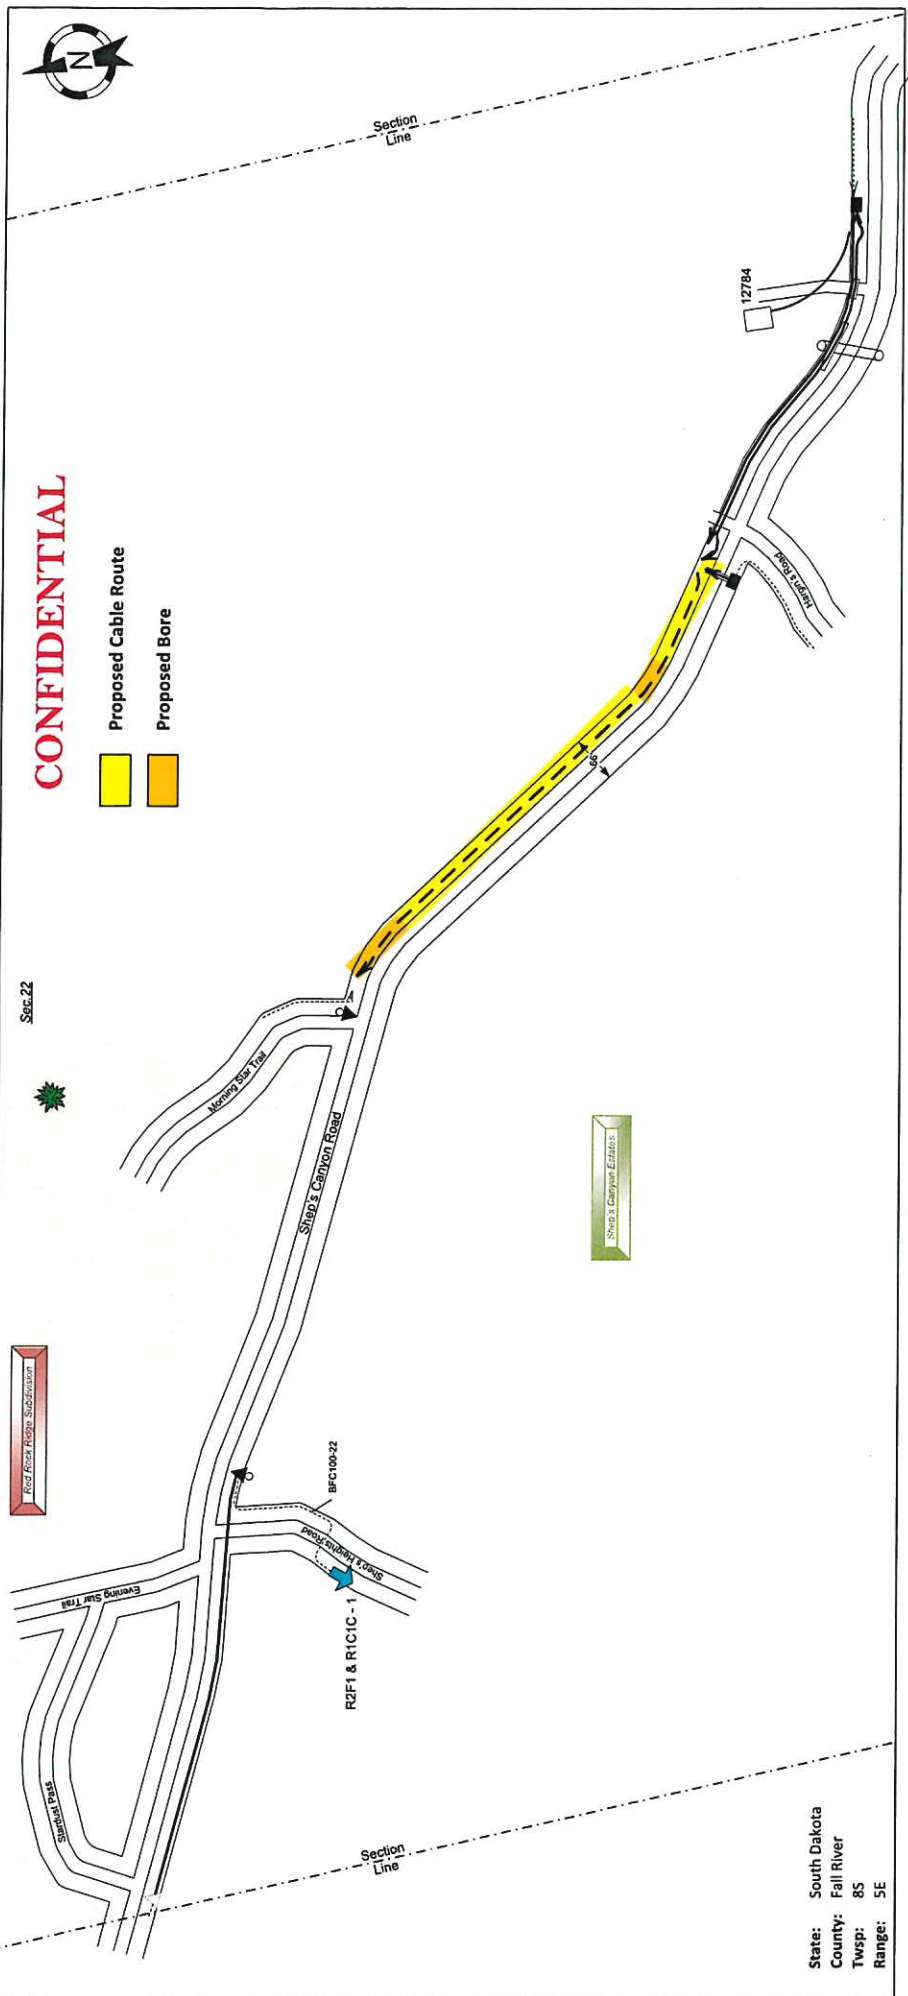 N
Section
Line
CONFIDENTIAL
Proposed Cable Route
Proposed Bore
12784
Hargin's Road
66'
Sec.22
Morning Star Trail
Shep's Canyon Road
Shep's Canyon Estates
Red Rock Ridge Subdivision
BFC100-22
Shep's Heights Road
R2F1 & R1C1C - 1
Evening Star Trail
Stardust Pass
Section
Line
State: South Dakota
County: Fall River
Twsp: 8S
Range: 5E